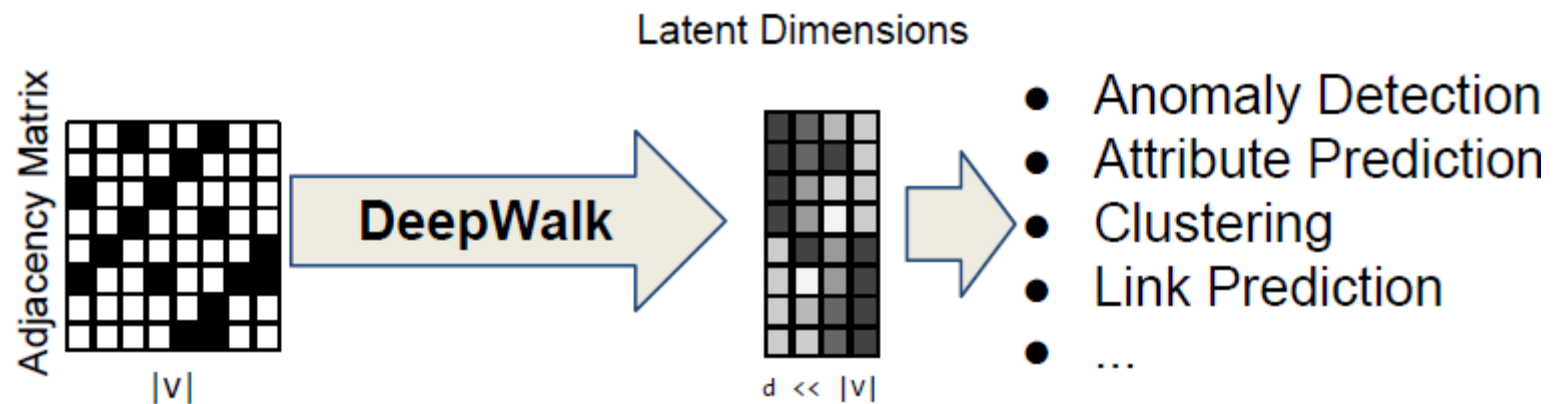 Latent Dimensions
Adjacency Matrix
|V|
DeepWalk
d << |V|
● Anomaly Detection
● Attribute Prediction
● Clustering
● Link Prediction
● ...